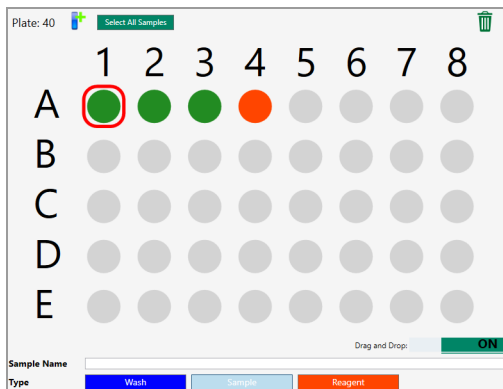 Plate: 40 Select All Samples
1 2 3 4 5 6 7 8
A
B
C
D
E
Drag and Drop: ON
Sample Name
Type Wash Sample Reagent